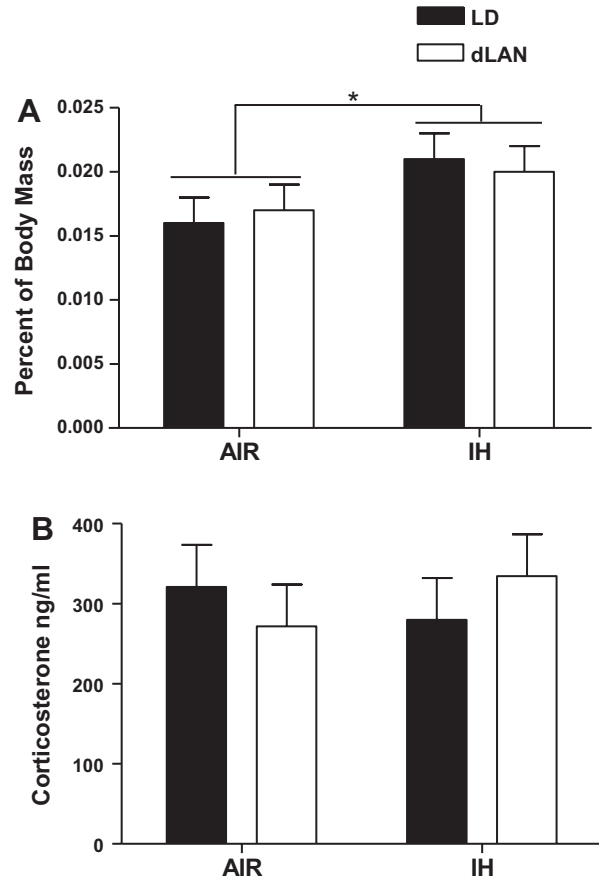 LD
dLAN
A
*
Percent of Body Mass
0.025
0.020
0.015
0.010
0.005
0.000
AIR
IH
B
Corticosterone ng/ml
400
300
200
100
0
AIR
IH